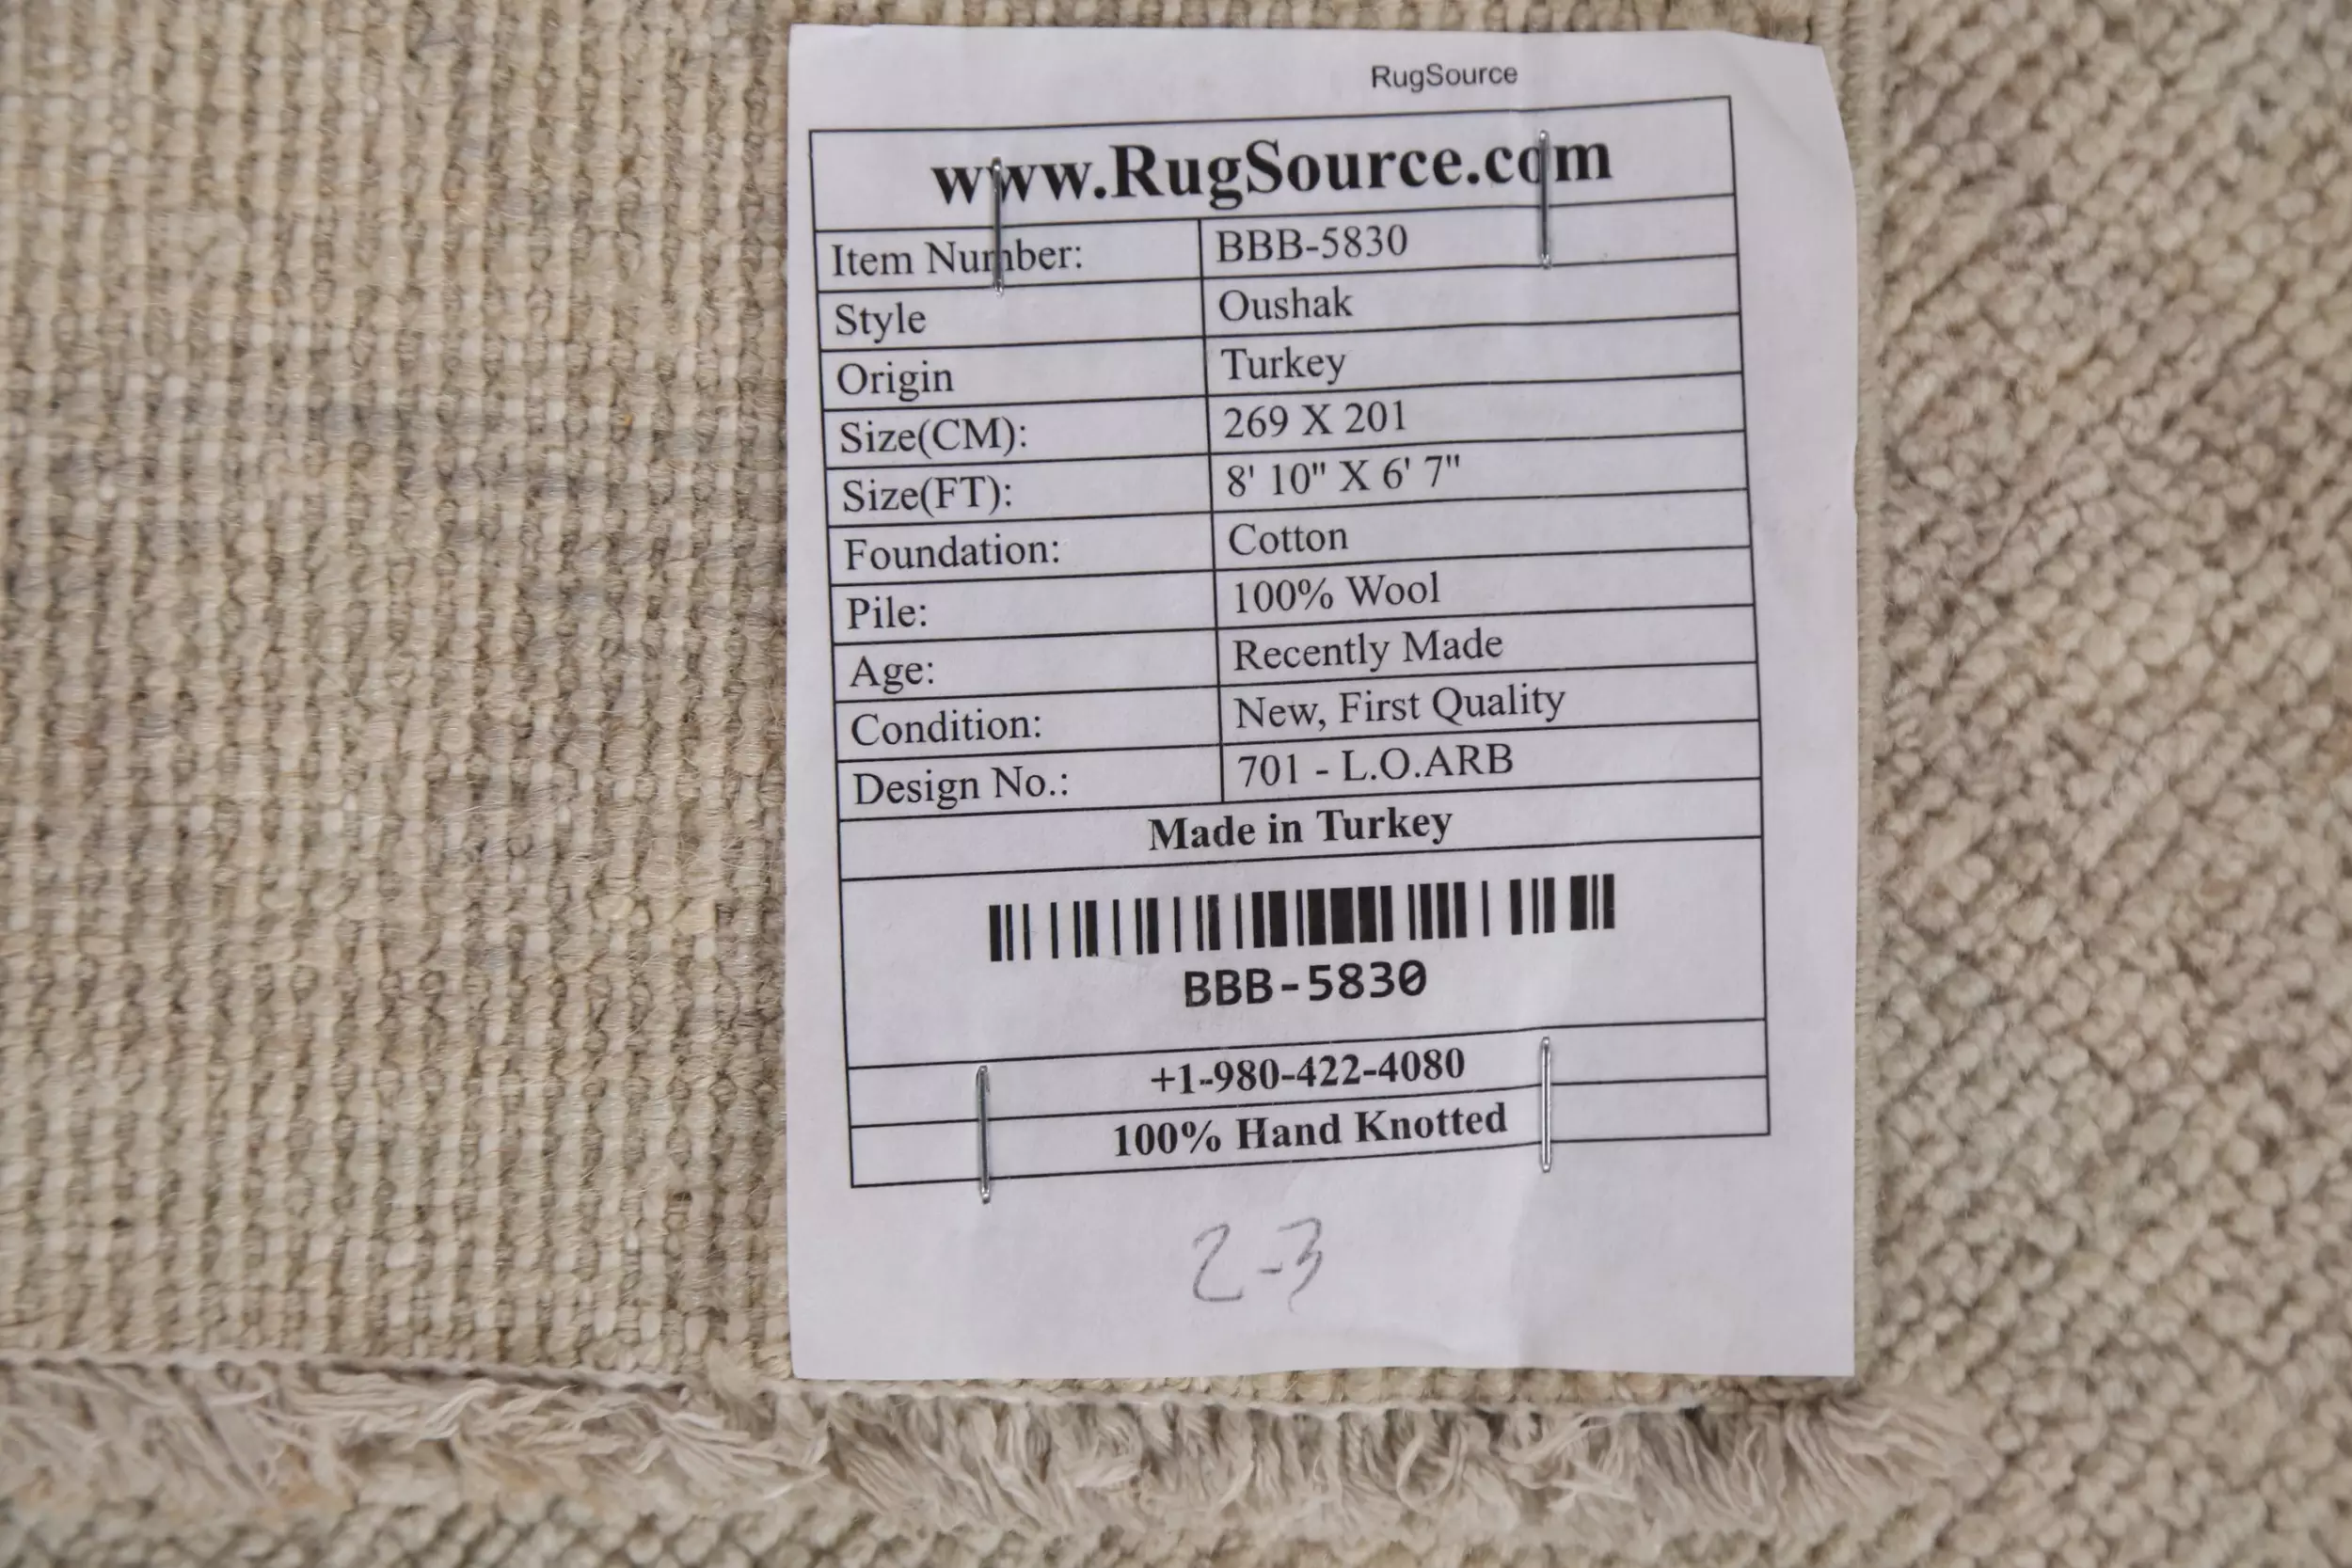 RugSource
www.RugSource.com
Item Number: BBB-5830
Style Oushak
Origin Turkey
Size(CM): 269 X 201
Size(FT): 8' 10" X 6' 7"
Foundation: Cotton
Pile: 100% Wool
Age: Recently Made
Condition: New, First Quality
Design No.: 701 - L.O.ARB
Made in Turkey
BBB-5830
+1-980-422-4080
100% Hand Knotted
2-3